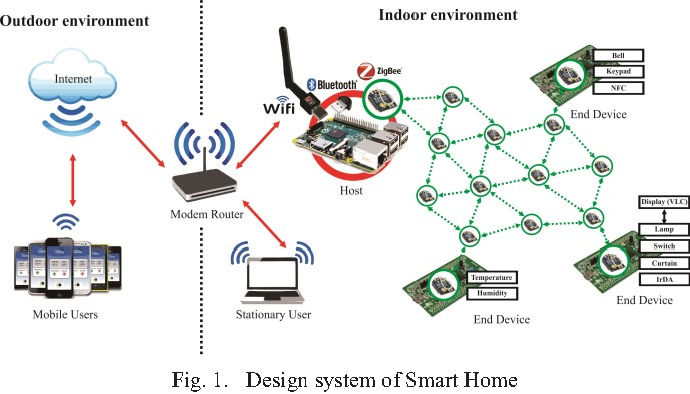 Outdoor environment
Indoor environment
Internet
WiFi
Bluetooth
ZigBee
Host
Modem Router
Mobile Users
Stationary User
Bell
Keypad
NFC
End Device
Display (VLC)
Lamp
Switch
Curtain
IrDA
End Device
Temperature
Humidity
End Device
Fig. 1. Design system of Smart Home